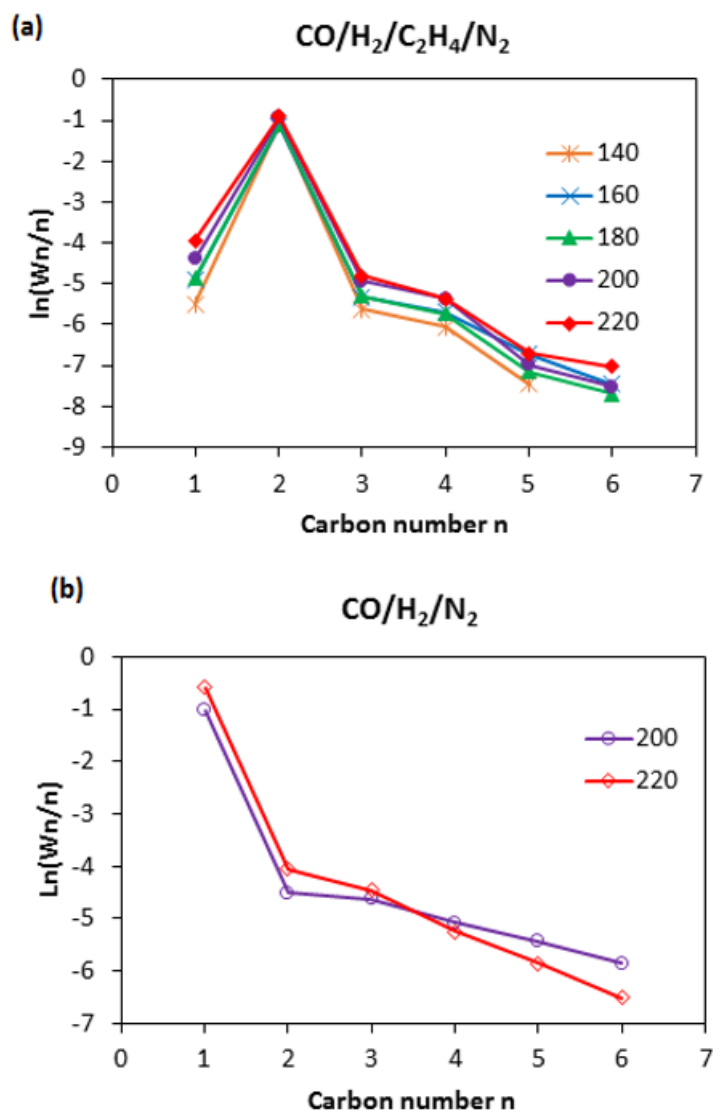 (a)
CO/H₂/C₂H₄/N₂
0
-1
-2
-3
-4
-5
-6
-7
-8
-9
ln(Wn/n)
140
160
180
200
220
0 1 2 3 4 5 6 7
Carbon number n
(b)
CO/H₂/N₂
0
-1
-2
-3
-4
-5
-6
-7
Ln(Wn/n)
200
220
0 1 2 3 4 5 6 7
Carbon number n